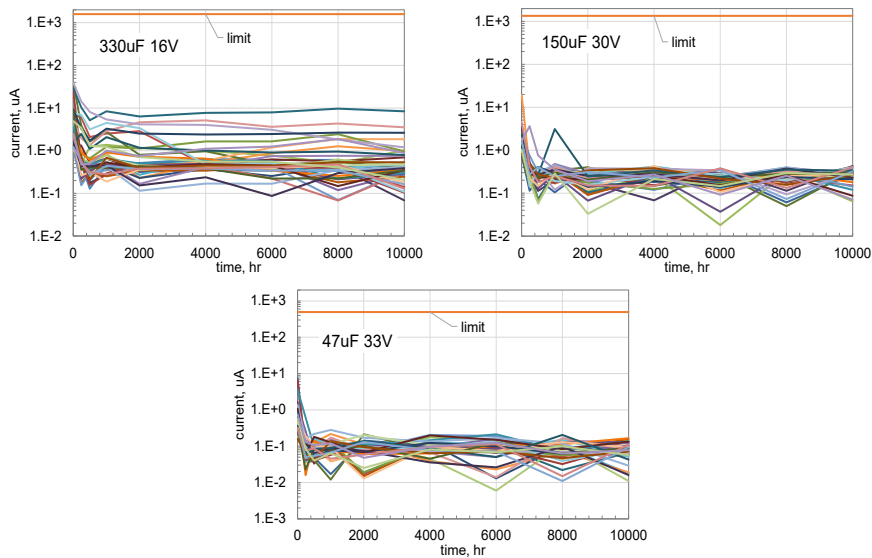 1.E+3
1.E+2
1.E+1
1.E+0
1.E-1
1.E-2
currrent, uA
330uF 16V
limit
0 2000 4000 6000 8000 10000
time, hr
1.E+3
1.E+2
1.E+1
1.E+0
1.E-1
1.E-2
currrent, uA
150uF 30V
limit
0 2000 4000 6000 8000 10000
time, hr
1.E+3
1.E+2
1.E+1
1.E+0
1.E-1
1.E-2
1.E-3
currrent, uA
47uF 33V
limit
0 2000 4000 6000 8000 10000
time, hr